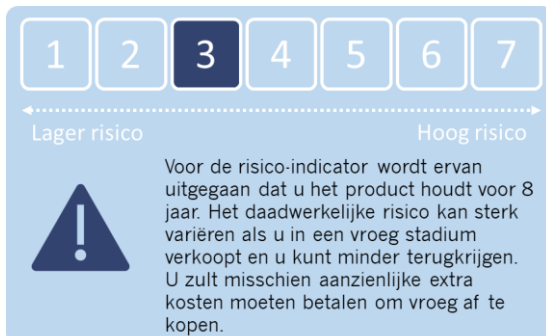 1 2 3 4 5 6 7
Lager risico Hoog risico
Voor de risico-indicator wordt ervan
uitgegaan dat u het product houdt voor 8
jaar. Het daadwerkelijke risico kan sterk
variëren als u in een vroeg stadium
verkoopt en u kunt minder terugkrijgen.
U zult misschien aanzienlijke extra
kosten moeten betalen om vroeg af te
kopen.